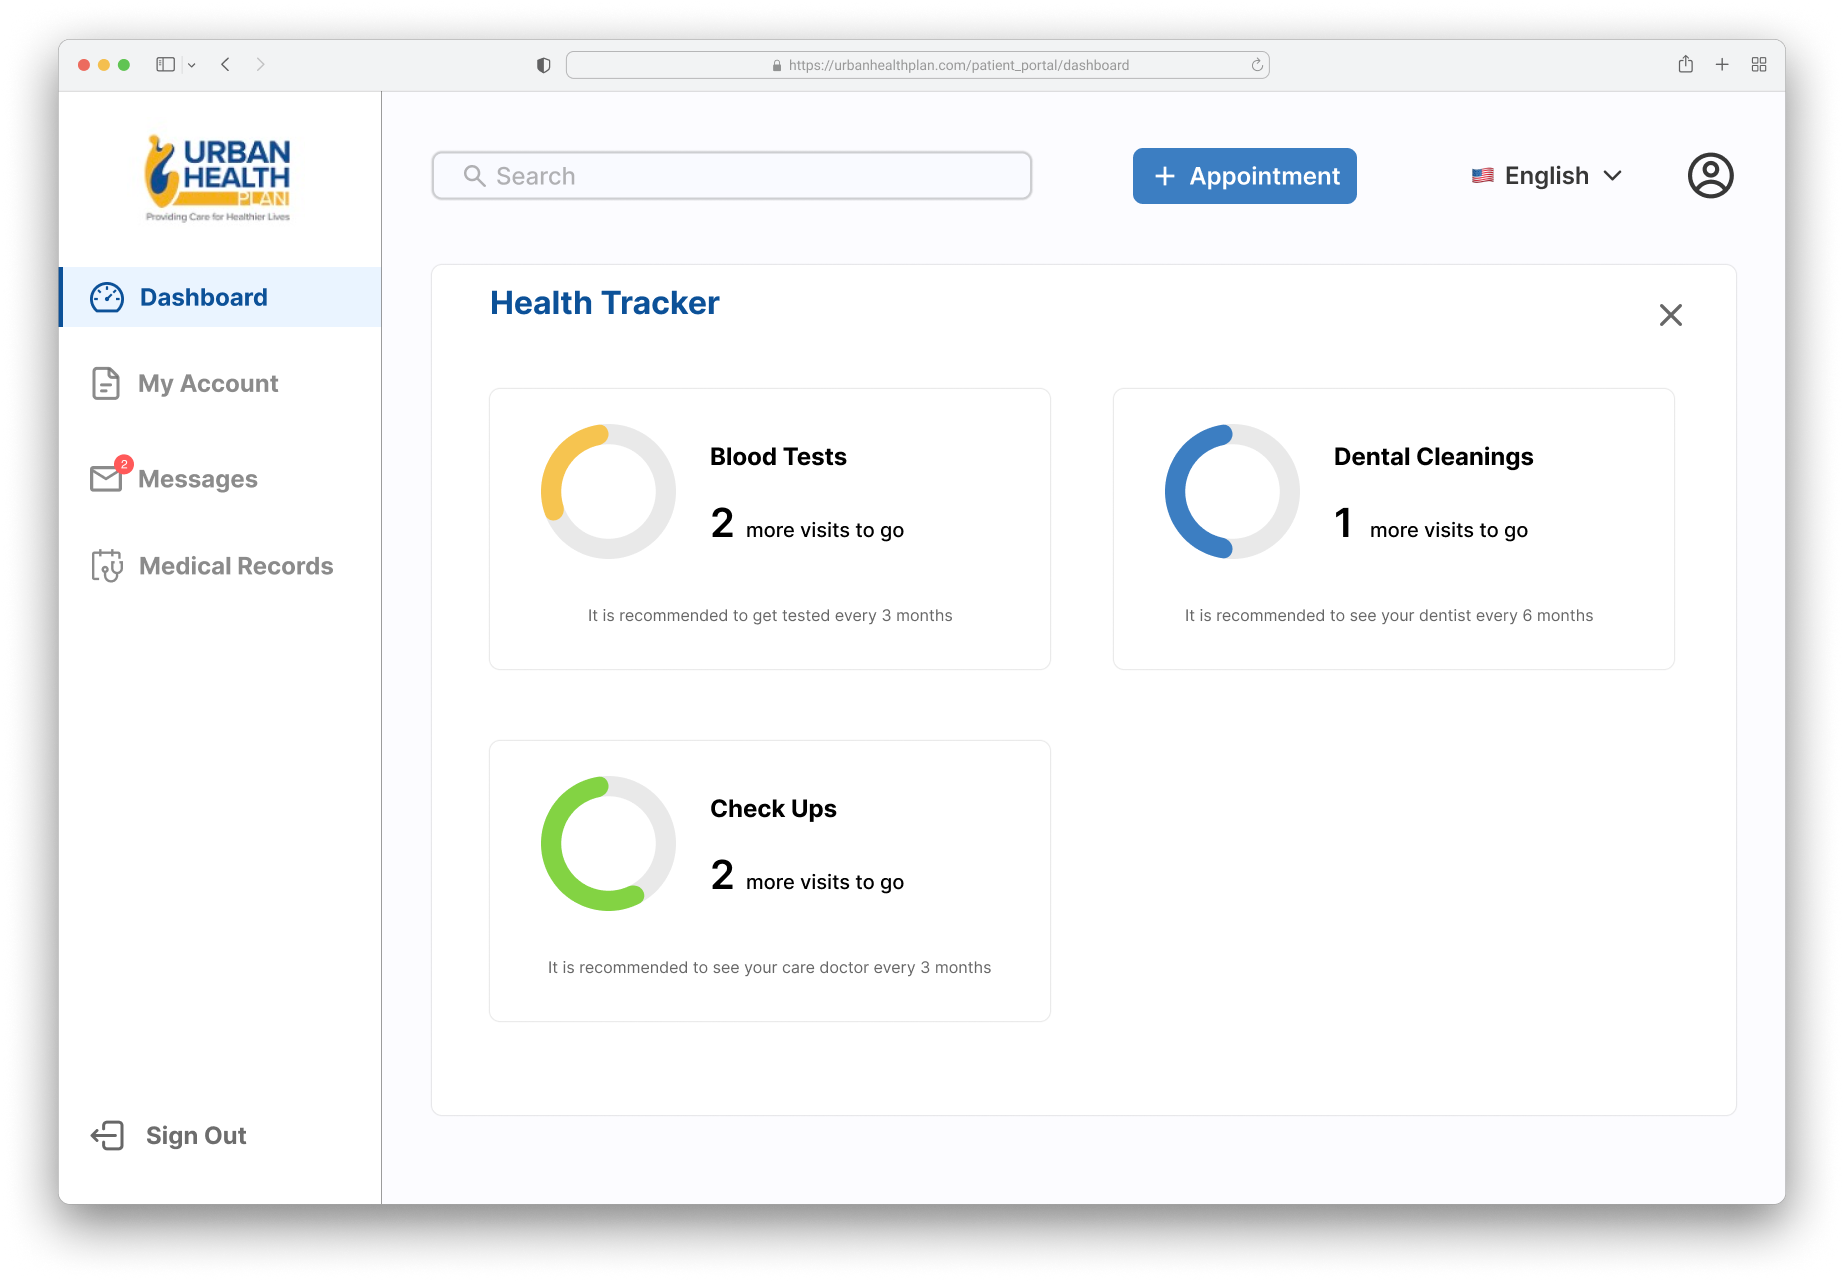 https://urbanhealthplan.com/patient_portal/dashboard
URBAN
HEALTH
PLAN
Providing Care for Healthier Lives
Search
+ Appointment
English
Dashboard
My Account
2
Messages
Medical Records
Sign Out
Health Tracker
Blood Tests
2 more visits to go
It is recommended to get tested every 3 months
Dental Cleanings
1 more visits to go
It is recommended to see your dentist every 6 months
Check Ups
2 more visits to go
It is recommended to see your care doctor every 3 months